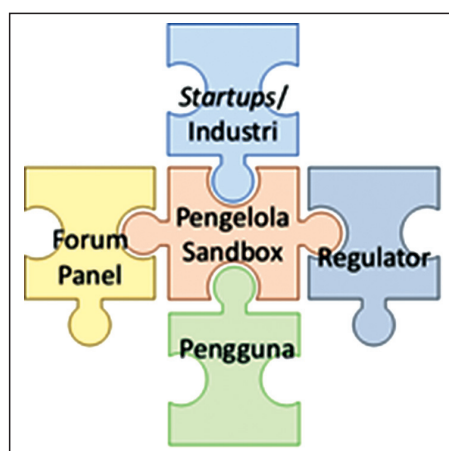 Startups/
Industri
Forum
Panel
Pengelola
Sandbox
Regulator
Pengguna